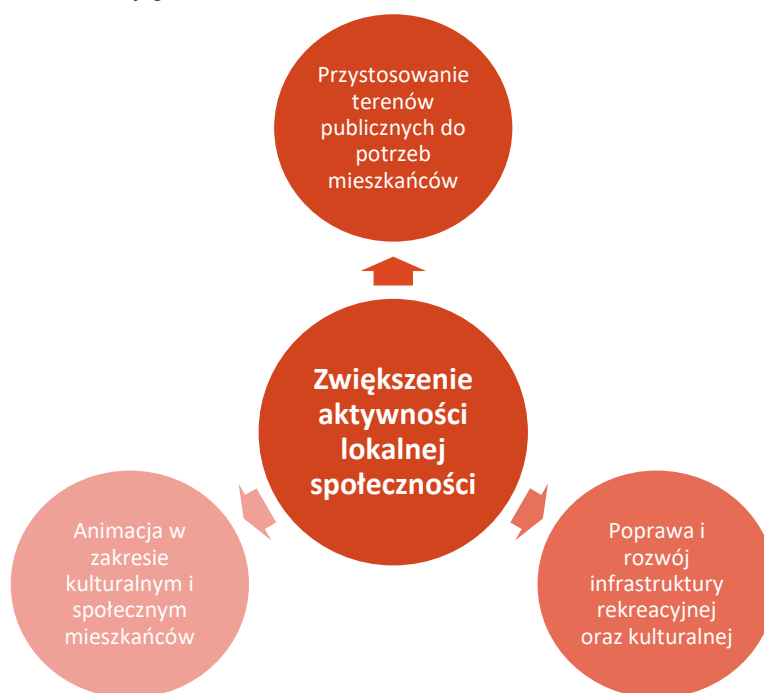 Przystosowanie
terenów
publicznych do
potrzeb
mieszkańców
Zwiększenie
aktywności
lokalnej
społeczności
Animacja w
zakresie
kulturalnym i
społecznym
mieszkańców
Poprawa i
rozwój
infrastruktury
rekreacyjnej
oraz kulturalnej